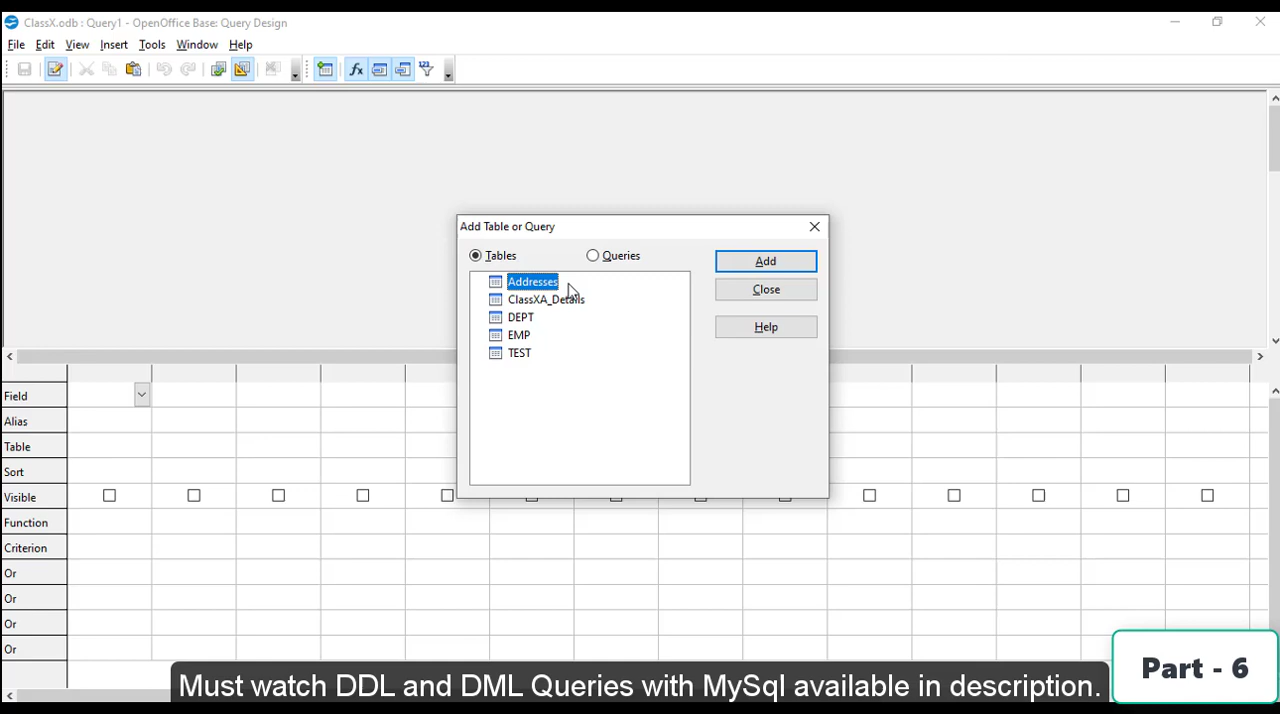 ClassX.odb : Query1 - OpenOffice Base: Query Design
File Edit View Insert Tools Window Help
Add Table or Query
Tables Queries
Add
Close
Help
Addresses
ClassXA_Details
DEPT
EMP
TEST
Field
Alias
Table
Sort
Visible
Function
Criterion
Or
Or
Or
Or
Part - 6
Must watch DDL and DML Queries with MySql available in description.